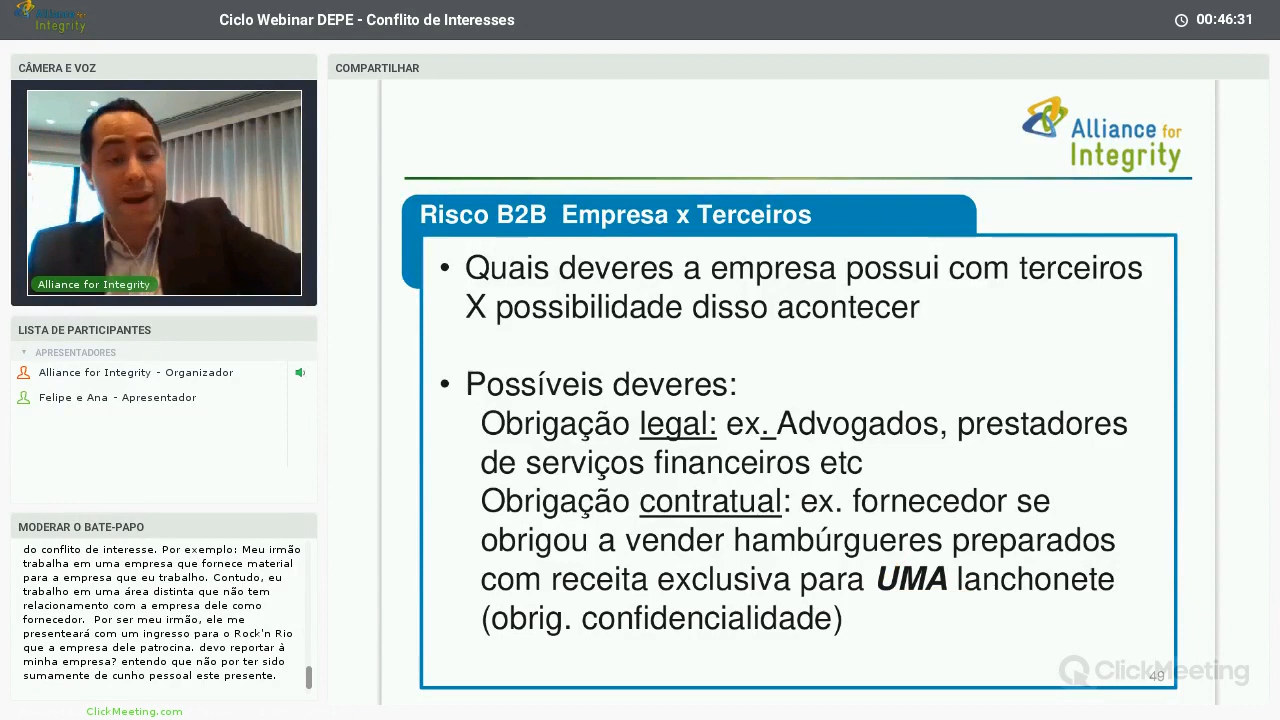 Alliance for
Integrity
Ciclo Webinar DEPE - Conflito de Interesses
00:46:31
CÂMERA E VOZ
Alliance for Integrity
LISTA DE PARTICIPANTES
APRESENTADORES
Alliance for Integrity - Organizador
Felipe e Ana - Apresentador
MODERAR O BATE-PAPO
do conflito de interesse. Por exemplo: Meu irmão
trabalha em uma empresa que fornece material
para a empresa que eu trabalho. Contudo, eu
trabalho em uma área distinta que não tem
relacionamento com a empresa dele como
fornecedor. Por ser meu irmão, ele me
presenteará com um ingresso para o Rock'n Rio
que a empresa dele patrocina. devo reportar à
minha empresa? entendo que não por ter sido
sumamente de cunho pessoal este presente.
ClickMeeting.com
COMPARTILHAR
Alliance for
Integrity
Risco B2B Empresa x Terceiros
• Quais deveres a empresa possui com terceiros
X possibilidade disso acontecer
• Possíveis deveres:
Obrigação legal: ex. Advogados, prestadores
de serviços financeiros etc
Obrigação contratual: ex. fornecedor se
obrigou a vender hambúrgueres preparados
com receita exclusiva para UMA lanchonete
(obrig. confidencialidade)
ClickMeeting
49